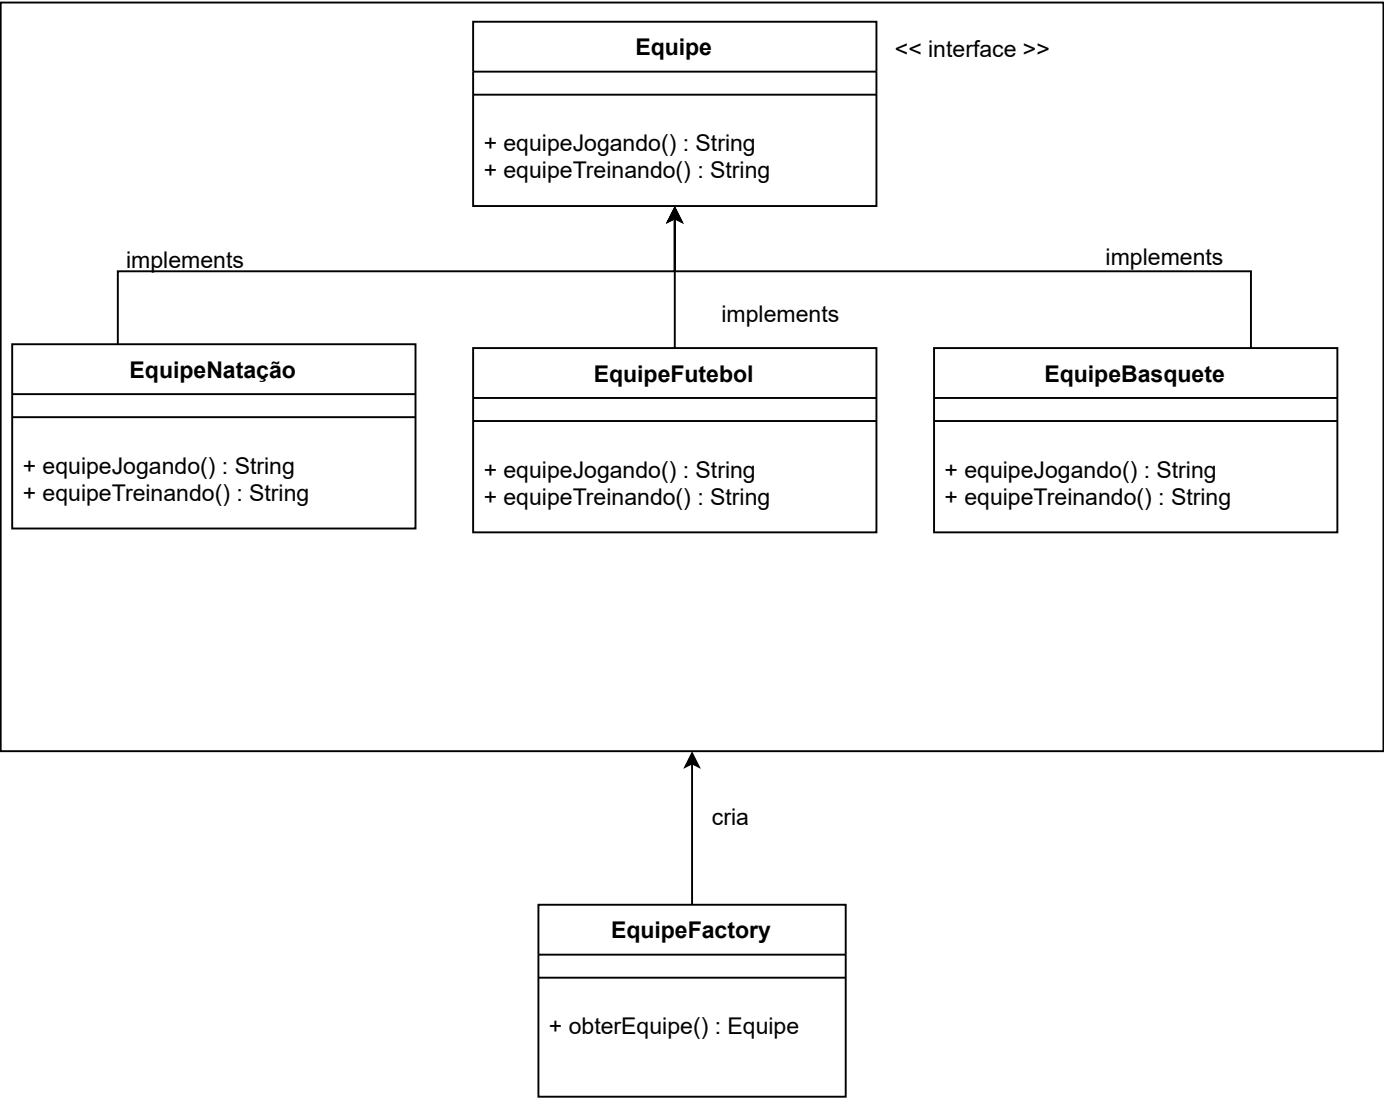 Equipe
<< interface >>
+ equipeJogando() : String
+ equipeTreinando() : String
implements
implements
implements
EquipeNatação
+ equipeJogando() : String
+ equipeTreinando() : String
EquipeFutebol
+ equipeJogando() : String
+ equipeTreinando() : String
EquipeBasquete
+ equipeJogando() : String
+ equipeTreinando() : String
cria
EquipeFactory
+ obterEquipe() : Equipe